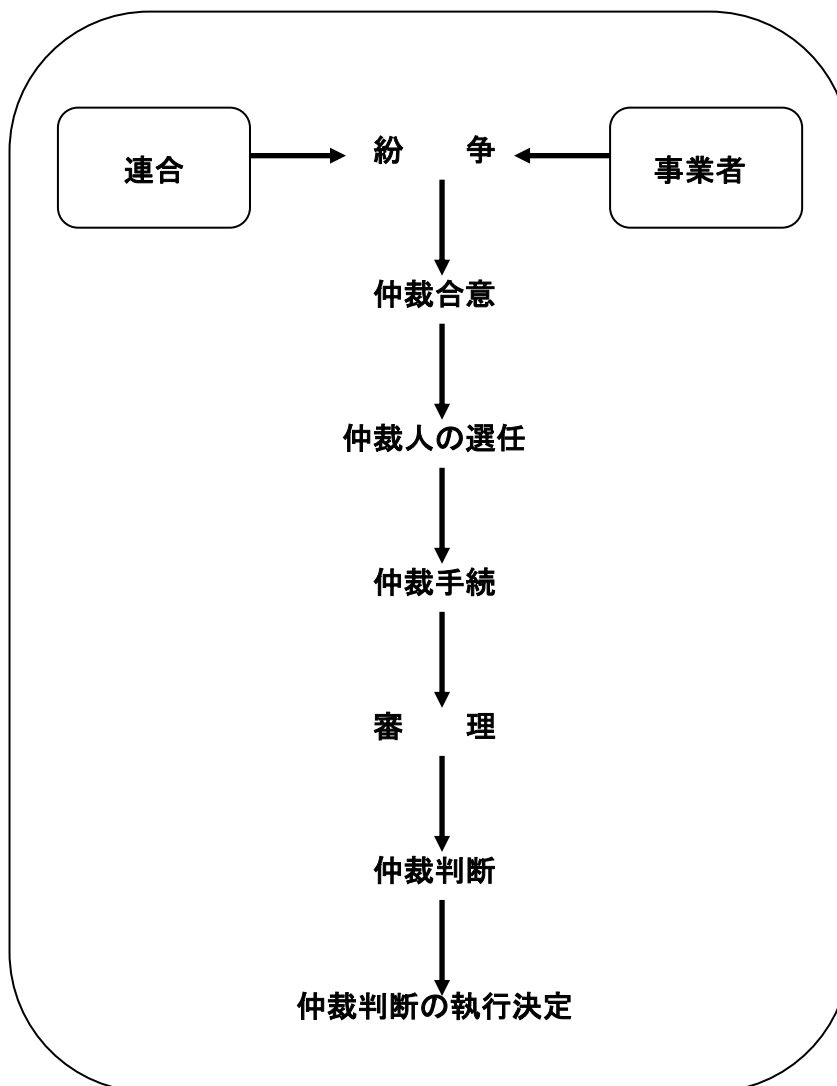 連合
紛　　争
事業者
仲裁合意
仲裁人の選任
仲裁手続
審　　理
仲裁判断
仲裁判断の執行決定